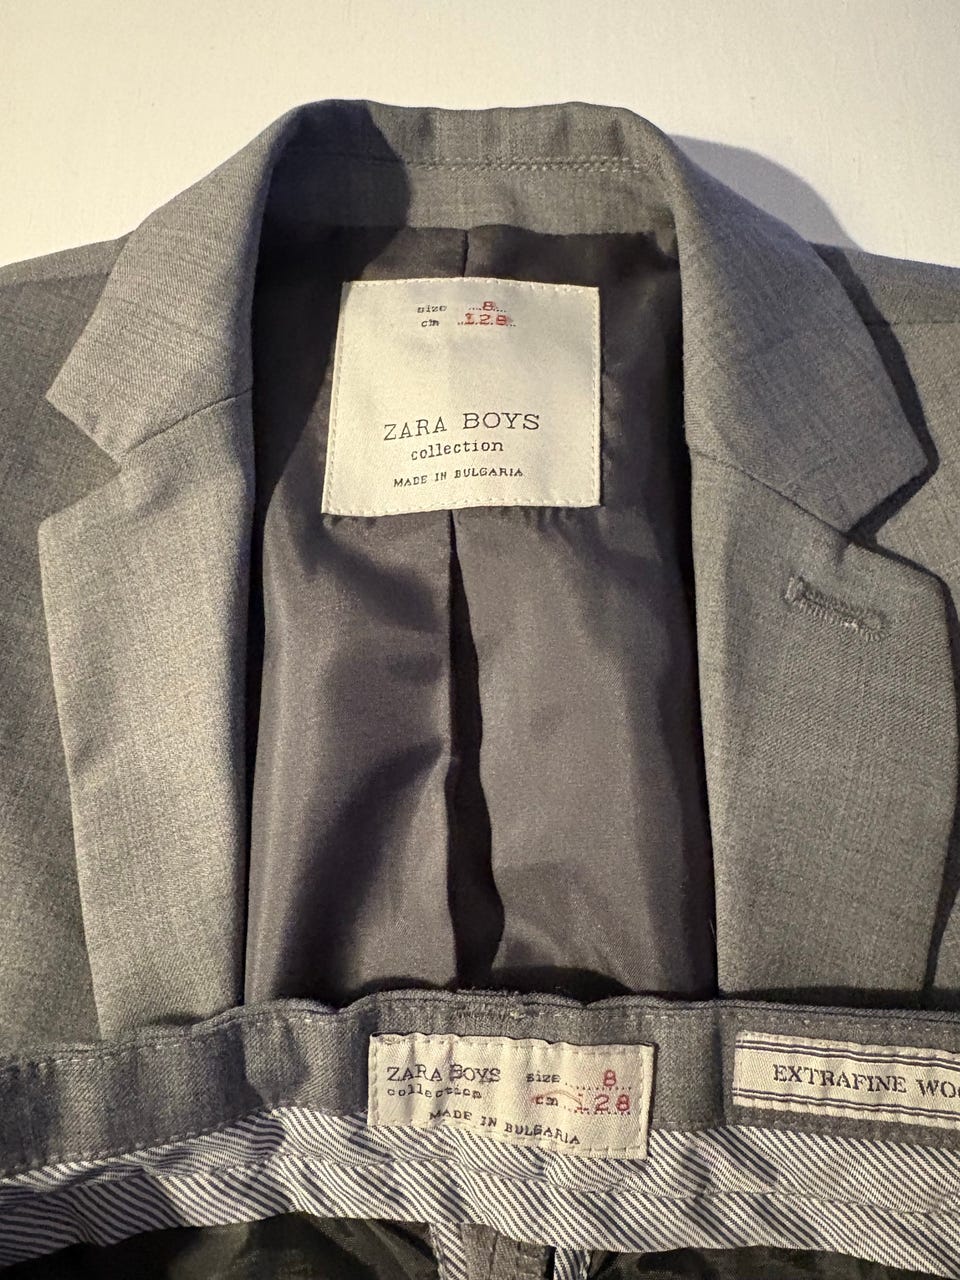 size 8
cm 128
ZARA BOYS
collection
MADE IN BULGARIA
ZARA BOYS size 8
collection cm 128
MADE IN BULGARIA
EXTRAFINE